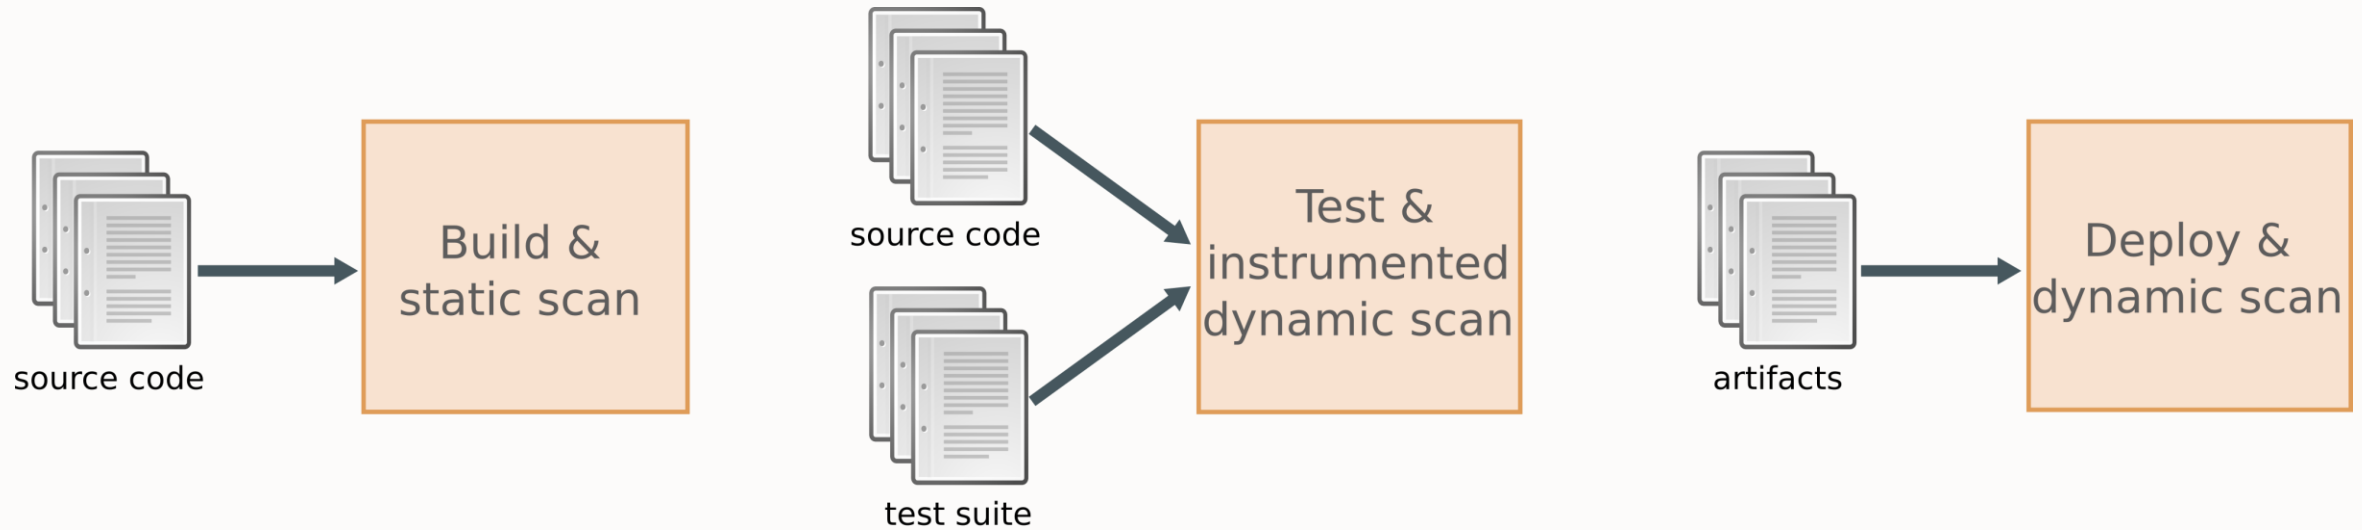 source code
Build &
static scan
source code
test suite
Test &
instrumented
dynamic scan
artifacts
Deploy &
dynamic scan